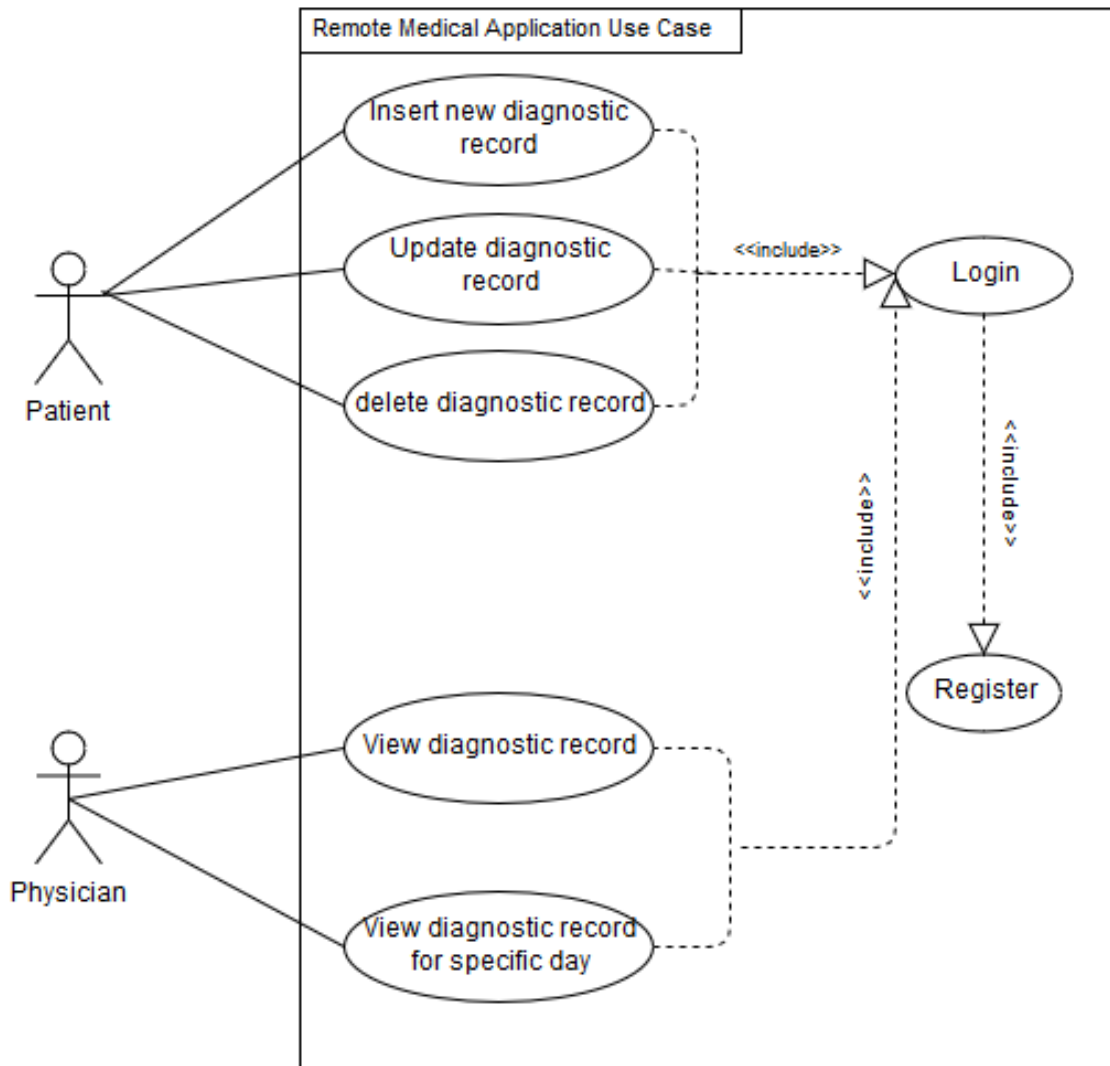 Remote Medical Application Use Case
Insert new diagnostic
record
Update diagnostic
record
<<include>>
Login
delete diagnostic record
Patient
<<include>>
<<include>>
Register
View diagnostic record
Physician
View diagnostic record
for specific day